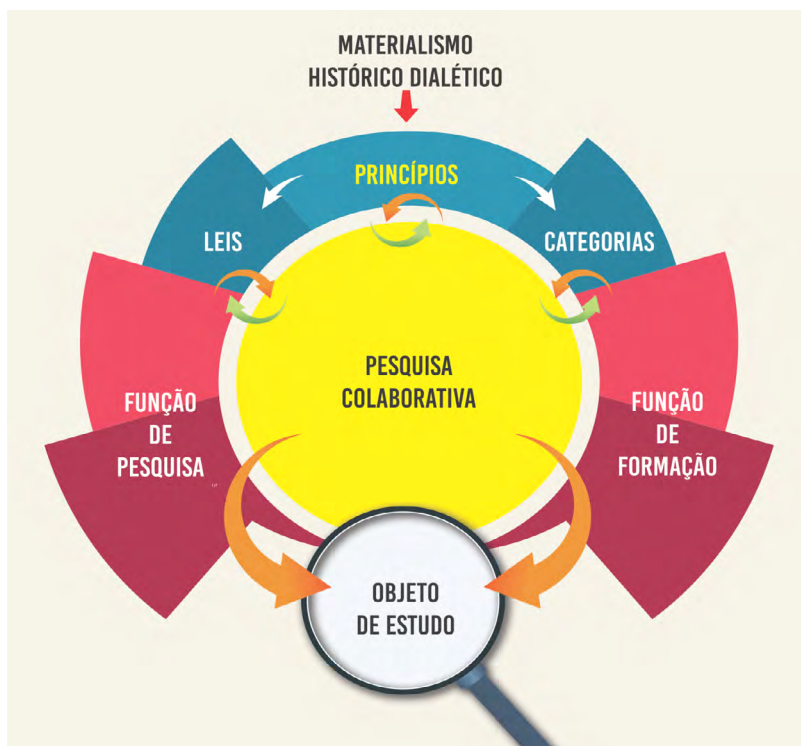 MATERIALISMO
HISTÓRICO DIALÉTICO
PRINCÍPIOS
LEIS
CATEGORIAS
PESQUISA
COLABORATIVA
FUNÇÃO
DE
PESQUISA
FUNÇÃO
DE
FORMAÇÃO
OBJETO
DE ESTUDO